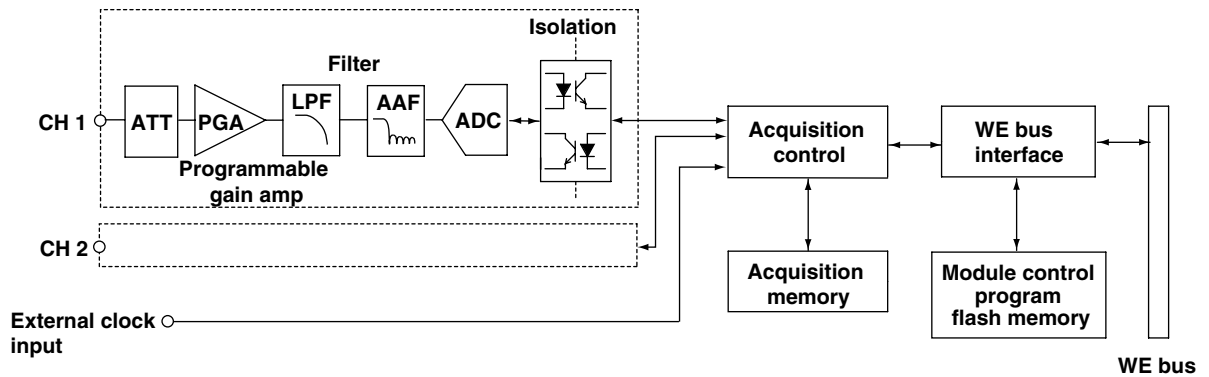 Isolation
Filter
CH 1
ATT
PGA
LPF
AAF
ADC
Programmable
gain amp
Acquisition
control
WE bus
interface
CH 2
Acquisition
memory
Module control
program
flash memory
External clock
input
WE bus